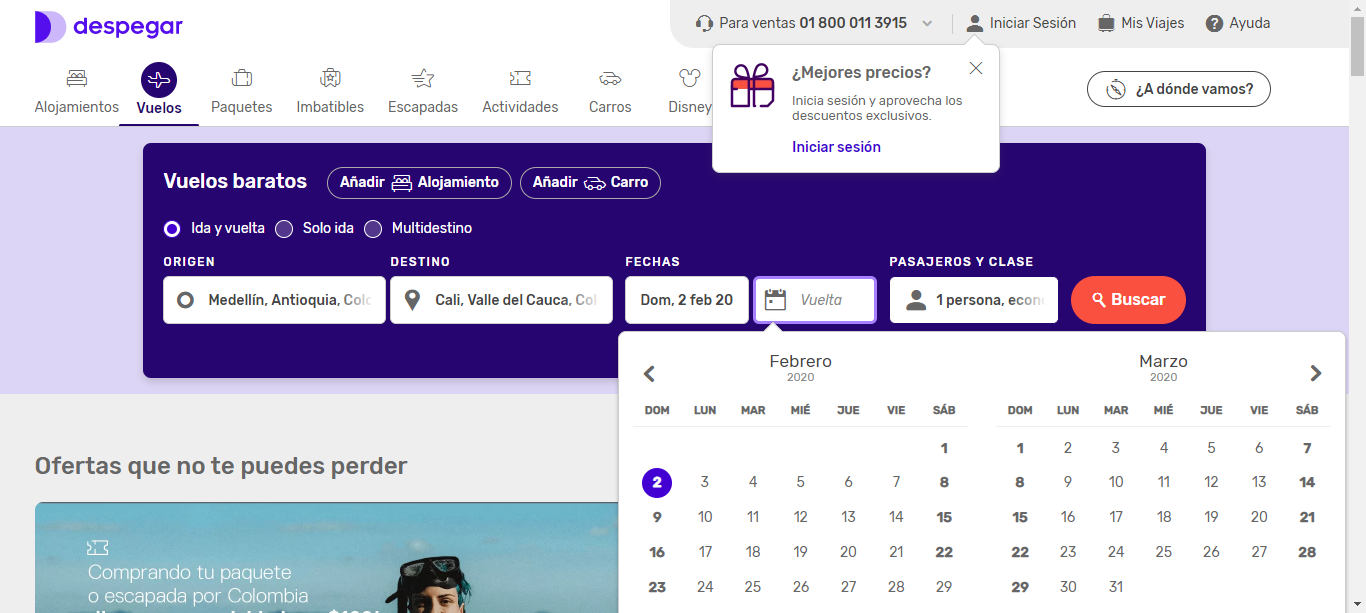 despegar
Para ventas 01 800 011 3915
Iniciar Sesión
Mis Viajes
Ayuda
Alojamientos
Vuelos
Paquetes
Imbatibles
Escapadas
Actividades
Carros
Disney
¿Mejores precios?
Inicia sesión y aprovecha los
descuentos exclusivos.
Iniciar sesión
¿A dónde vamos?
Vuelos baratos
Añadir Alojamiento
Añadir Carro
Ida y vuelta
Solo ida
Multidestino
ORIGEN
DESTINO
FECHAS
PASAJEROS Y CLASE
Medellín, Antioquia, Colo
Cali, Valle del Cauca, Col
Dom, 2 feb 20
Vuelta
1 persona, econ
Buscar
Febrero
2020
DOM LUN MAR MIÉ JUE VIE SÁB
1
2 3 4 5 6 7 8
9 10 11 12 13 14 15
16 17 18 19 20 21 22
23 24 25 26 27 28 29
Marzo
2020
DOM LUN MAR MIÉ JUE VIE SÁB
1 2 3 4 5 6 7
8 9 10 11 12 13 14
15 16 17 18 19 20 21
22 23 24 25 26 27 28
29 30 31
Ofertas que no te puedes perder
Comprando tu paquete
o escapada por Colombia